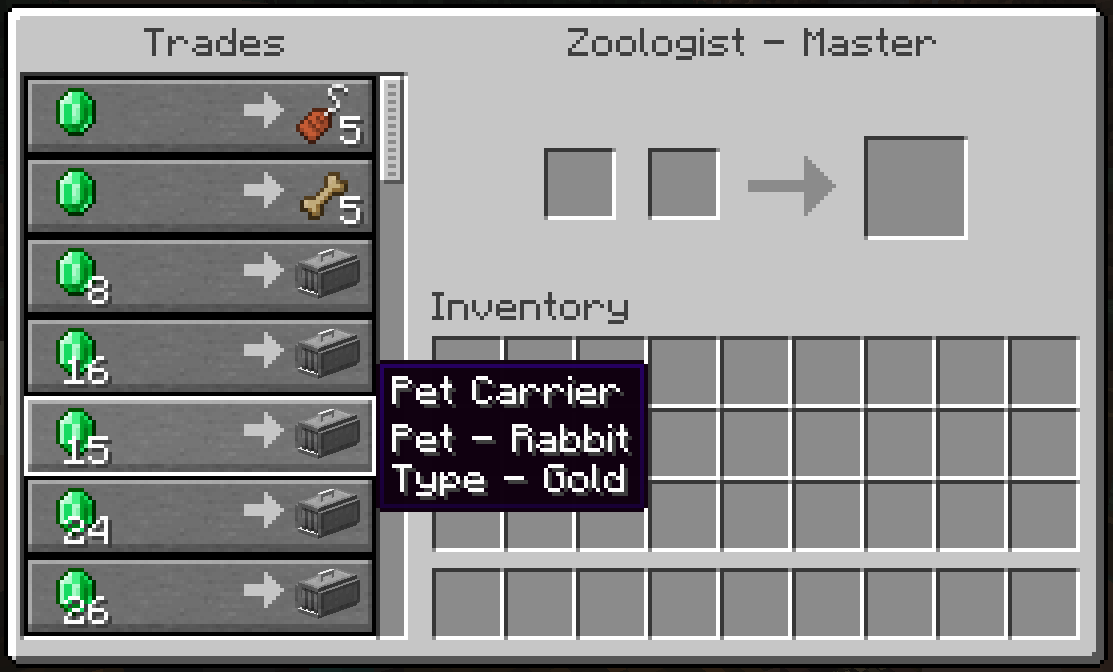 Trades
Zoologist - Master
5
5
8
16
15
24
26
Inventory
Pet Carrier
Pet - Rabbit
Type - Gold